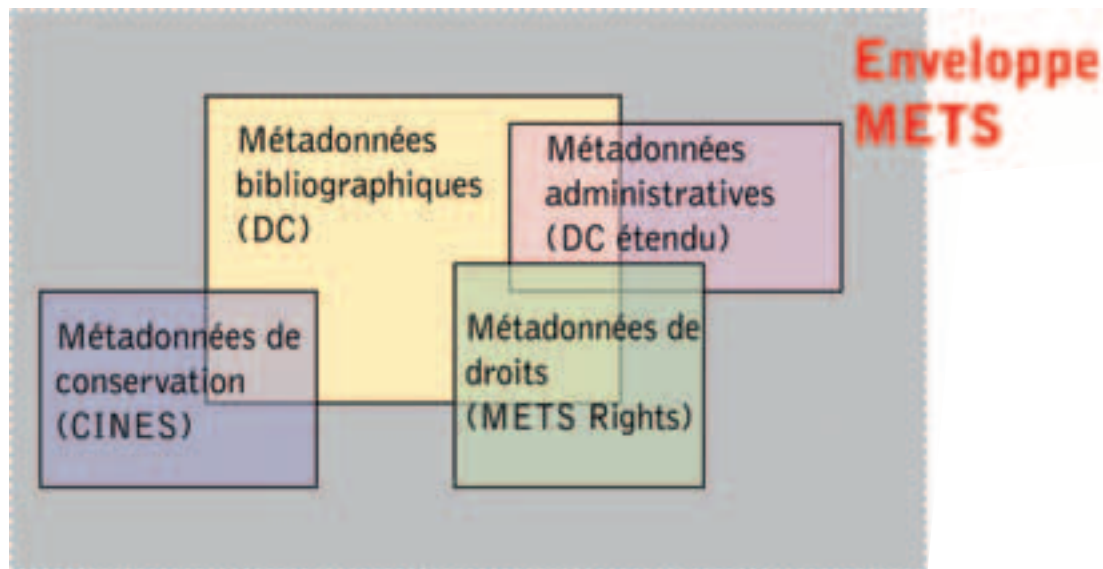 Enveloppe
METS
Métadonnées
bibliographiques
(DC)
Métadonnées
administratives
(DC étendu)
Métadonnées de
conservation
(CINES)
Métadonnées de
droits
(METS Rights)